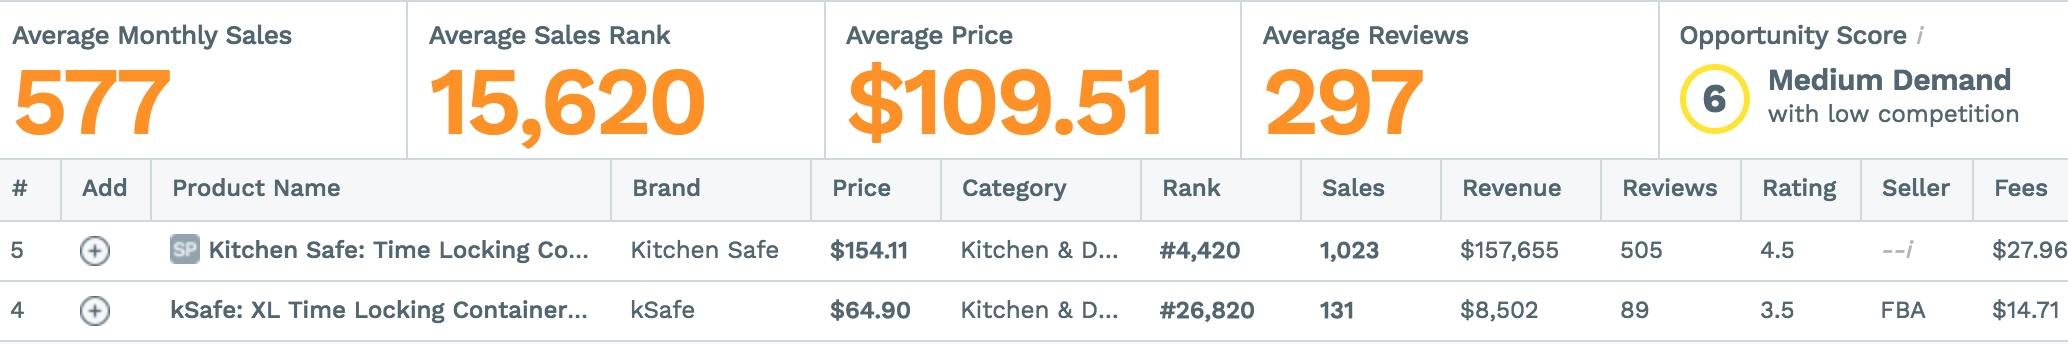 Average Monthly Sales Average Sales Rank Average Price Average Reviews Opportunity Score i
577 15,620 $109.51 297 6 Medium Demand
with low competition
# Add Product Name Brand Price Category Rank Sales Revenue Reviews Rating Seller Fees
5 SP Kitchen Safe: Time Locking Co... Kitchen Safe $154.11 Kitchen & D... #4,420 1,023 $157,655 505 4.5 --i $27.96
4 kSafe: XL Time Locking Container... kSafe $64.90 Kitchen & D... #26,820 131 $8,502 89 3.5 FBA $14.71